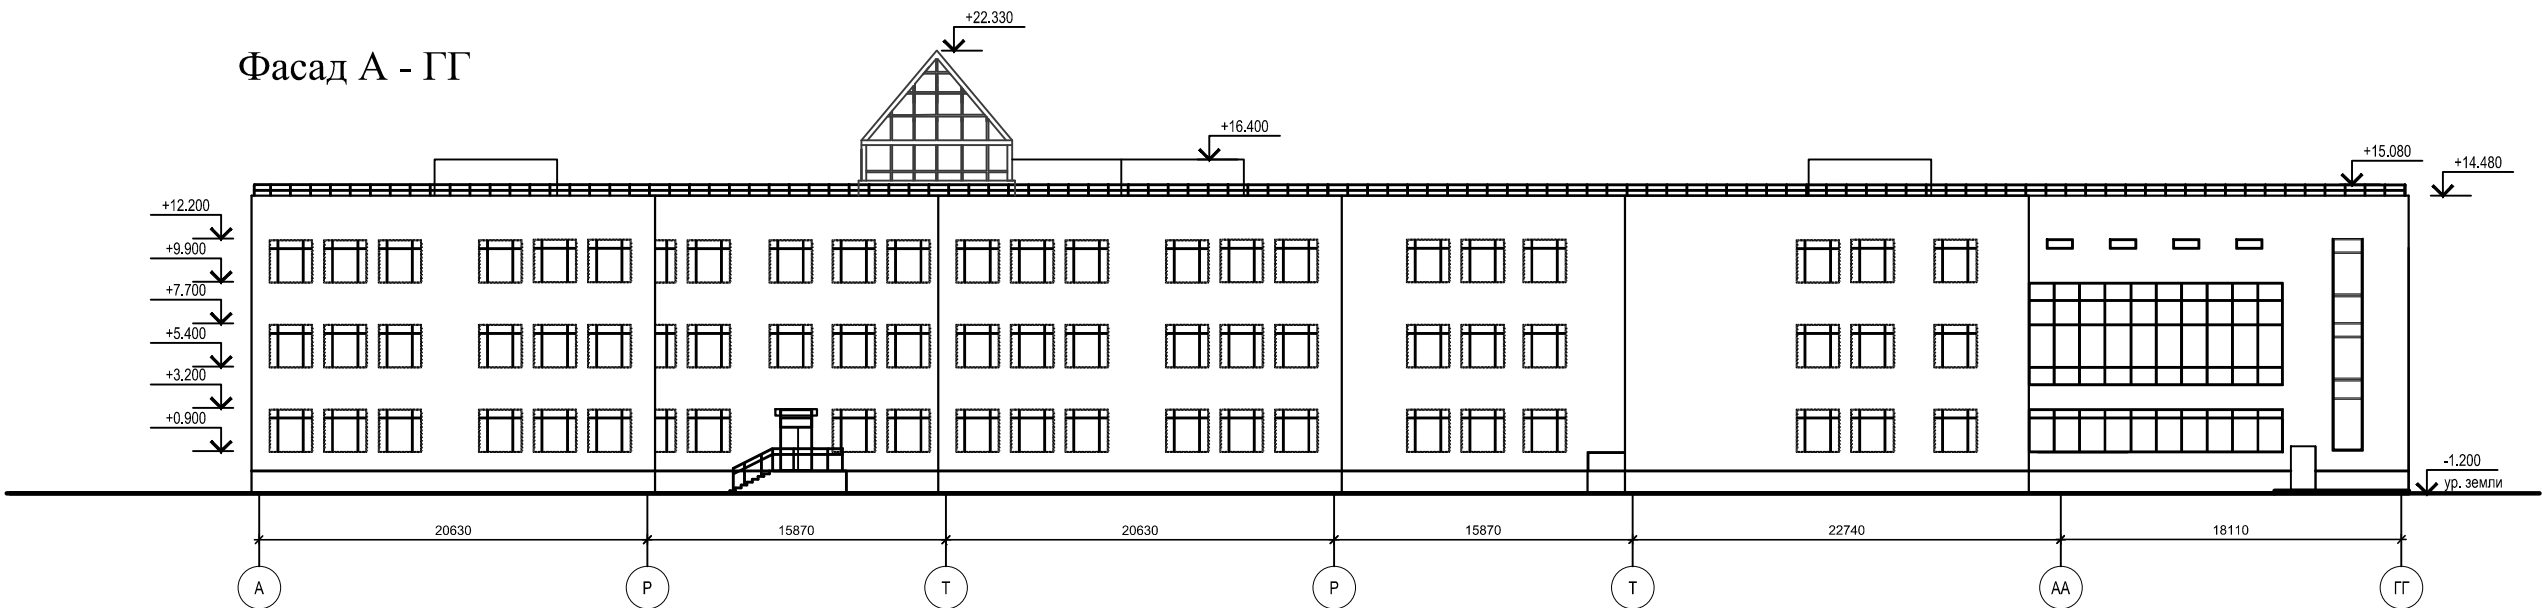 +22.330
Фасад А - ГГ
+16.400
+15.080
+14.480
+12.200
+9.900
+7.700
+5.400
+3.200
+0.900
-1.200
ур. земли
20630 15870 20630 15870 22740 18110
А Р Т Р Т АА ГГ